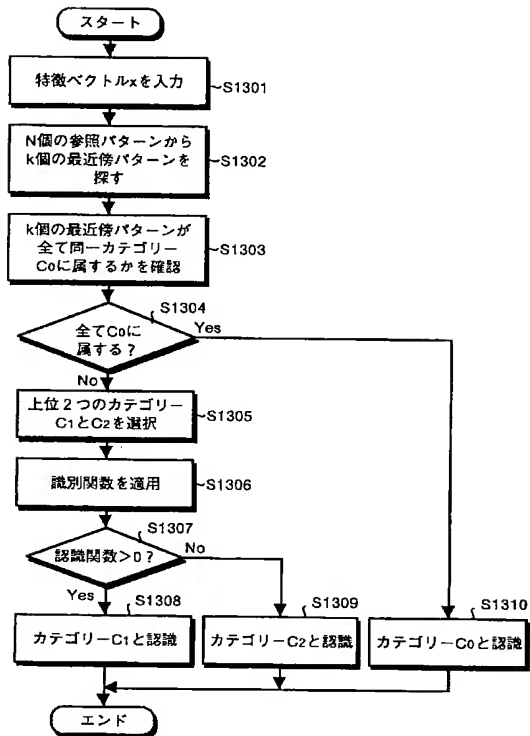 スタート
特徴ベクトルxを入力
S1301
N個の参照パターンから
k個の最近傍パターンを
探す
S1302
k個の最近傍パターンが
全て同一カテゴリー
C0に属するかを確認
S1303
S1304
全てC0に
属する？
Yes
No
上位2つのカテゴリー
C1とC2を選択
S1305
識別関数を適用
S1306
S1307
認識関数＞0？
No
Yes
S1308
カテゴリーC1と認識
S1309
カテゴリーC2と認識
S1310
カテゴリーC0と認識
エンド